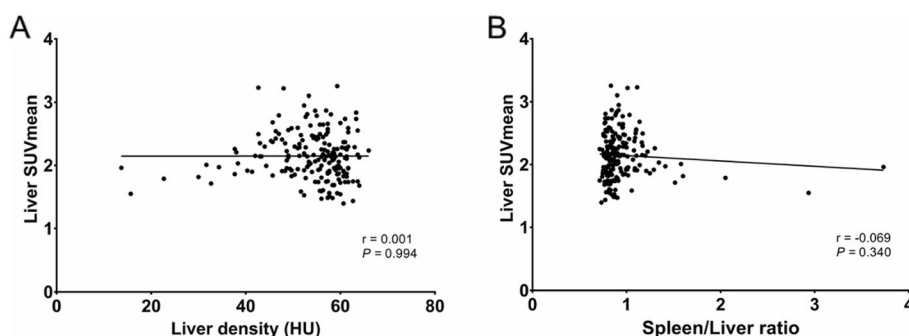 A
B
4
3
2
1
0
Liver SUVmean
r = 0.001
P = 0.994
0
20
40
60
80
Liver density (HU)
4
3
2
1
0
Liver SUVmean
r = -0.069
P = 0.340
0
1
2
3
4
Spleen/Liver ratio